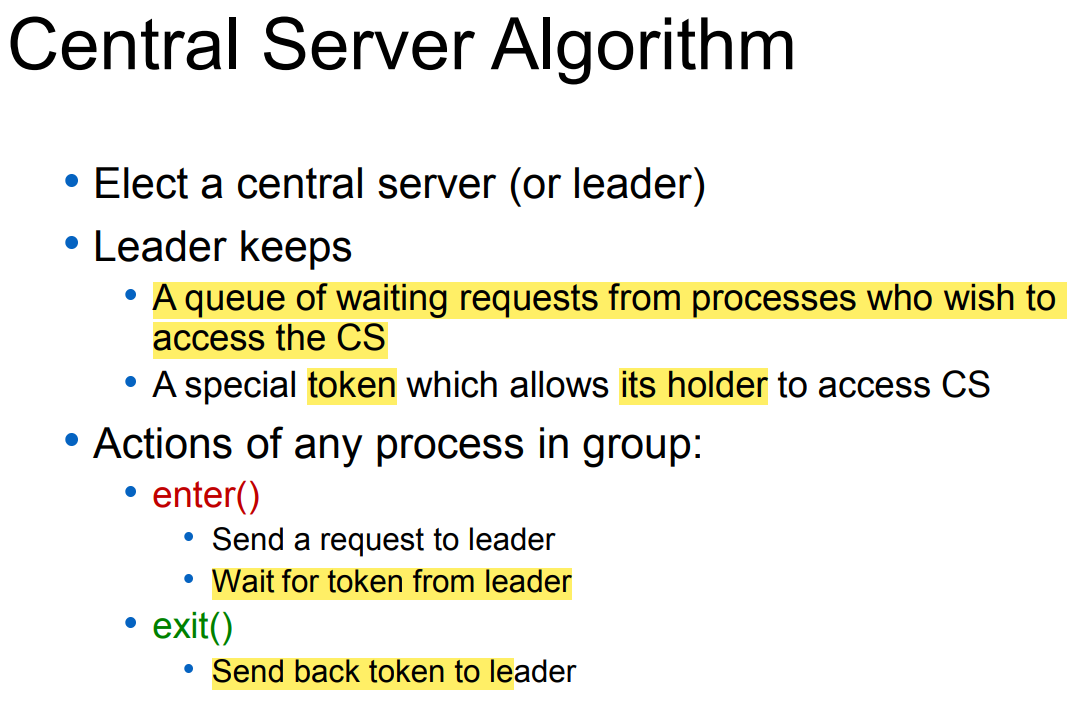 Central Server Algorithm
• Elect a central server (or leader)
• Leader keeps
• A queue of waiting requests from processes who wish to
access the CS
• A special token which allows its holder to access CS
• Actions of any process in group:
• enter()
• Send a request to leader
• Wait for token from leader
• exit()
• Send back token to leader